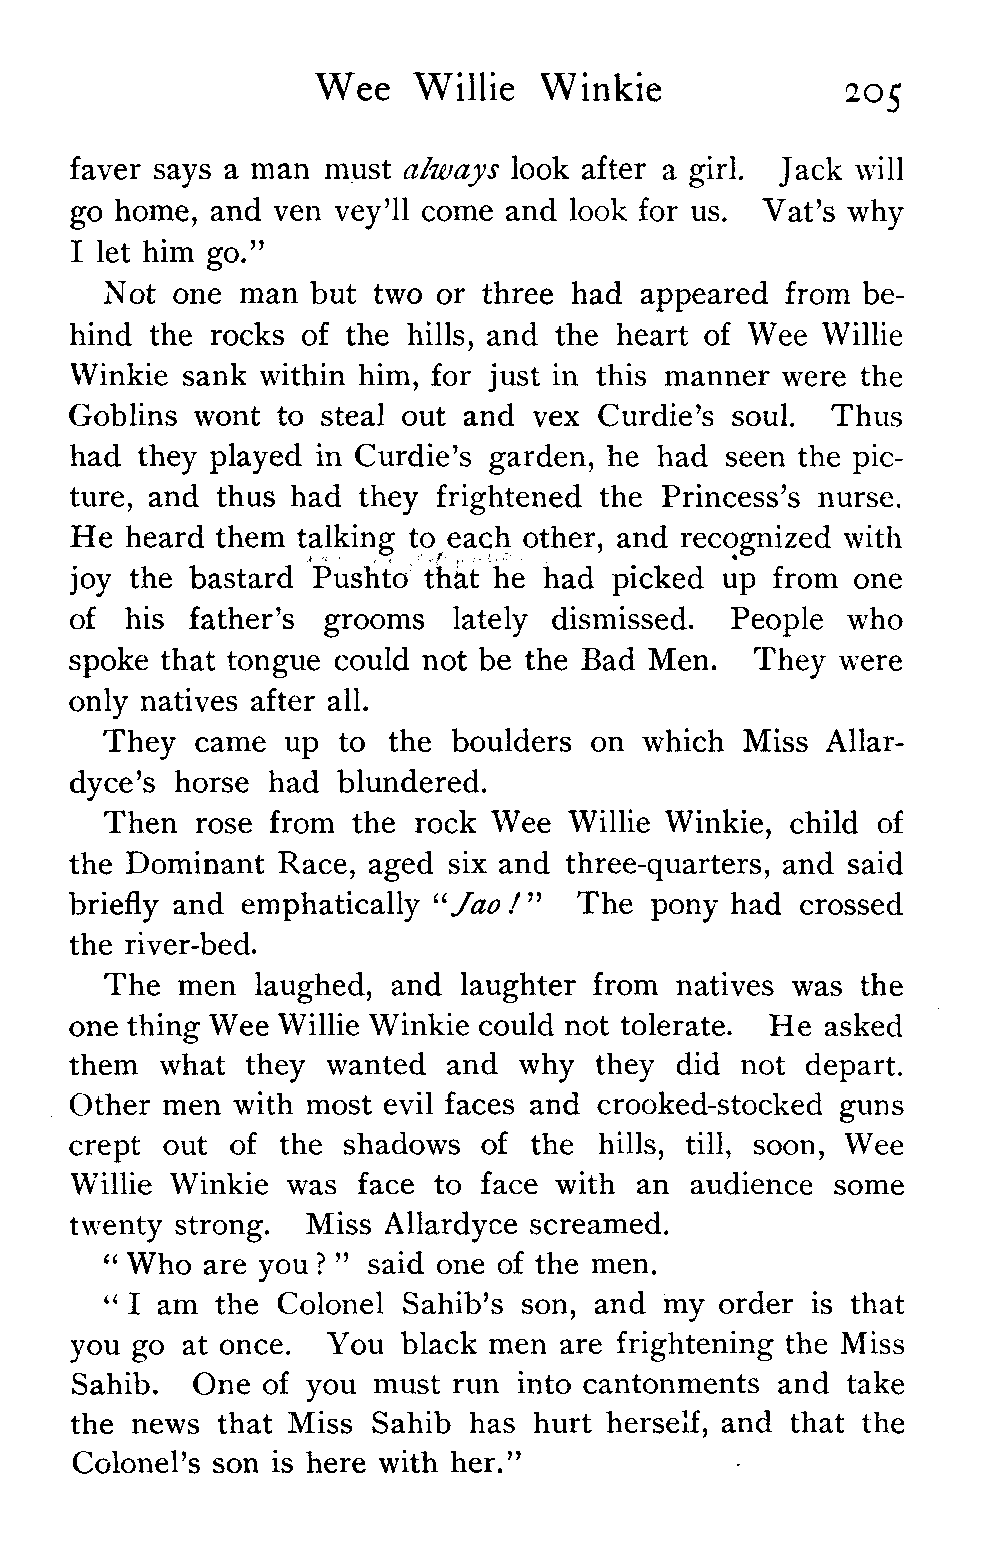 Wee Willie Winkie 205
faver says a man must always look after a girl. Jack will
go home, and ven vey'll come and look for us. Vat's why
I let him go."
Not one man but two or three had appeared from be-
hind the rocks of the hills, and the heart of Wee Willie
Winkie sank within him, for just in this manner were the
Goblins wont to steal out and vex Curdie's soul. Thus
had they played in Curdie's garden, he had seen the pic-
ture, and thus had they frightened the Princess's nurse.
He heard them talking to each other, and recognized with
joy the bastard Pushto that he had picked up from one
of his father's grooms lately dismissed. People who
spoke that tongue could not be the Bad Men. They were
only natives after all.
They came up to the boulders on which Miss Allar-
dyce's horse had blundered.
Then rose from the rock Wee Willie Winkie, child of
the Dominant Race, aged six and three-quarters, and said
briefly and emphatically "Jao!" The pony had crossed
the river-bed.
The men laughed, and laughter from natives was the
one thing Wee Willie Winkie could not tolerate. He asked
them what they wanted and why they did not depart.
Other men with most evil faces and crooked-stocked guns
crept out of the shadows of the hills, till, soon, Wee
Willie Winkie was face to face with an audience some
twenty strong. Miss Allardyce screamed.
"Who are you?" said one of the men.
"I am the Colonel Sahib's son, and my order is that
you go at once. You black men are frightening the Miss
Sahib. One of you must run into cantonments and take
the news that Miss Sahib has hurt herself, and that the
Colonel's son is here with her."